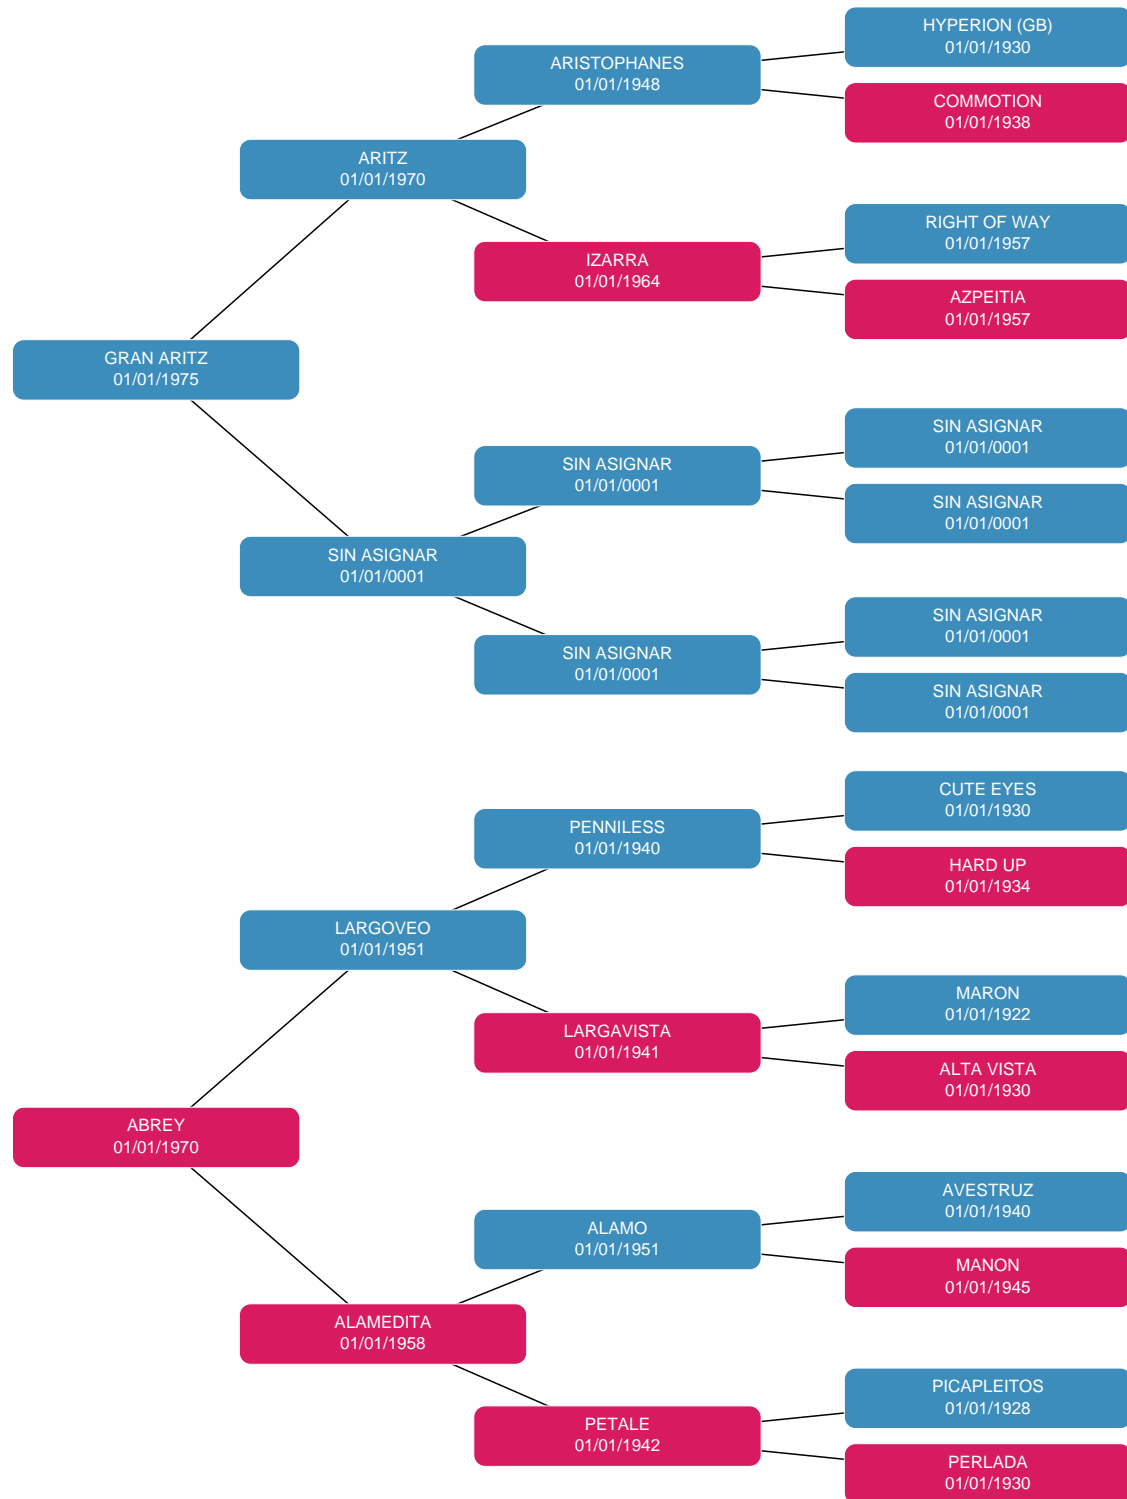 HYPERION (GB)
01/01/1930
ARISTOPHANES
01/01/1948
COMMOTION
01/01/1938
ARITZ
01/01/1970
RIGHT OF WAY
01/01/1957
IZARRA
01/01/1964
AZPEITIA
01/01/1957
GRAN ARITZ
01/01/1975
SIN ASIGNAR
01/01/0001
SIN ASIGNAR
01/01/0001
SIN ASIGNAR
01/01/0001
SIN ASIGNAR
01/01/0001
SIN ASIGNAR
01/01/0001
SIN ASIGNAR
01/01/0001
SIN ASIGNAR
01/01/0001
CUTE EYES
01/01/1930
PENNILESS
01/01/1940
HARD UP
01/01/1934
LARGOVEO
01/01/1951
MARON
01/01/1922
LARGAVISTA
01/01/1941
ALTA VISTA
01/01/1930
ABREY
01/01/1970
AVESTRUZ
01/01/1940
ALAMO
01/01/1951
MANON
01/01/1945
ALAMEDITA
01/01/1958
PICAPLEITOS
01/01/1928
PETALE
01/01/1942
PERLADA
01/01/1930